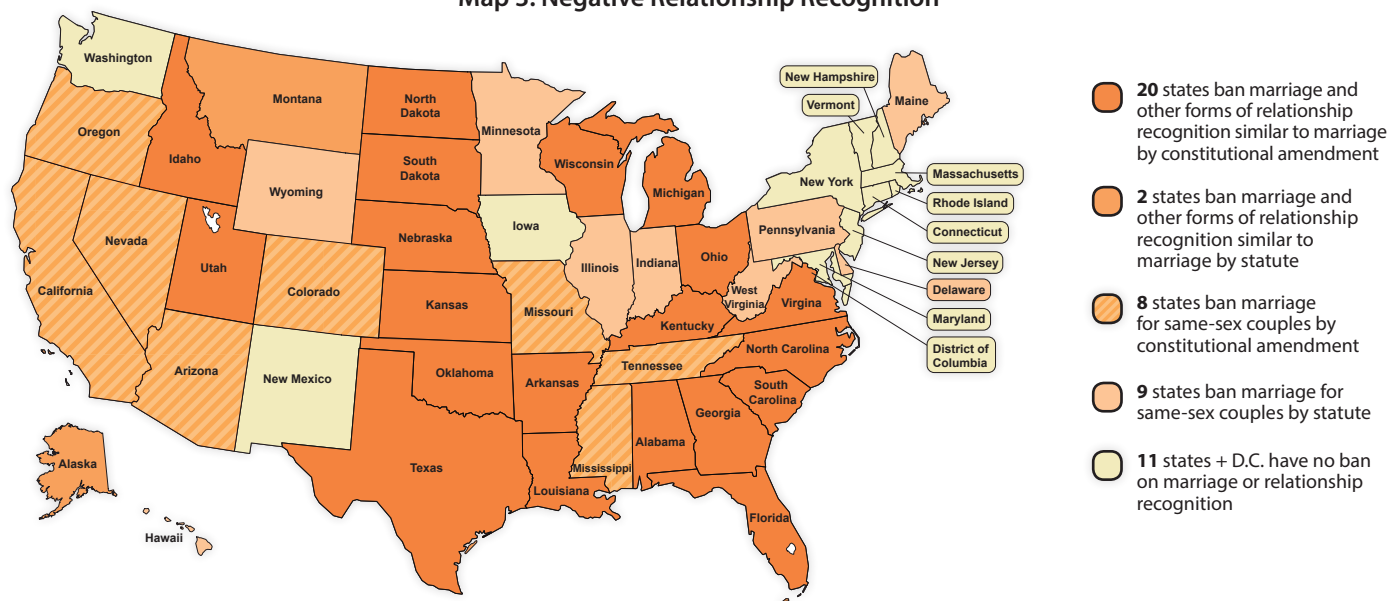 Map 3: Negative Relationship Recognition
Washington
Oregon
California
Nevada
Idaho
Montana
Wyoming
Utah
Colorado
Arizona
New Mexico
North
Dakota
South
Dakota
Nebraska
Kansas
Oklahoma
Texas
Minnesota
Iowa
Missouri
Arkansas
Louisiana
Wisconsin
Illinois
Michigan
Indiana
Ohio
Kentucky
Tennessee
Mississippi
Alabama
Georgia
Florida
South
Carolina
North Carolina
Virgina
West
Virginia
Pennsylvania
New York
Maine
New Hampshire
Vermont
Massachusetts
Rhode Island
Connecticut
New Jersey
Delaware
Maryland
District of
Columbia
Alaska
Hawaii
20 states ban marriage and
other forms of relationship
recognition similar to marriage
by constitutional amendment
2 states ban marriage and
other forms of relationship
recognition similar to
marriage by statute
8 states ban marriage
for same-sex couples by
constitutional amendment
9 states ban marriage for
same-sex couples by statute
11 states + D.C. have no ban
on marriage or relationship
recognition